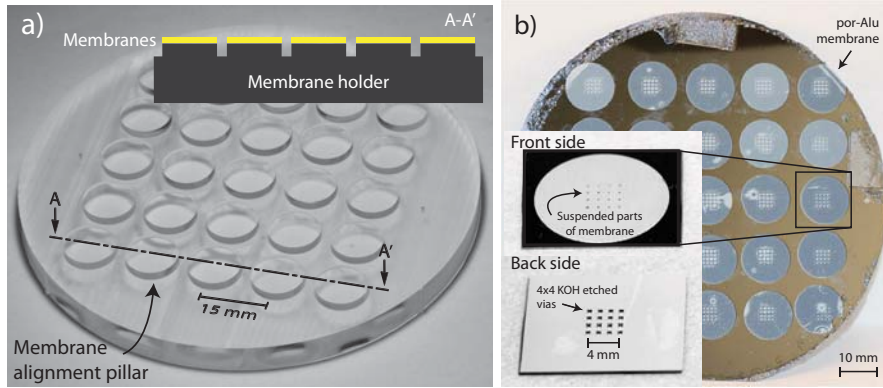 a)
A-A'
Membranes
Membrane holder
A
A'
15 mm
Membrane
alignment pillar
b)
por-Alu
membrane
Front side
Suspended parts
of membrane
Back side
4x4 KOH etched
vias
4 mm
10 mm